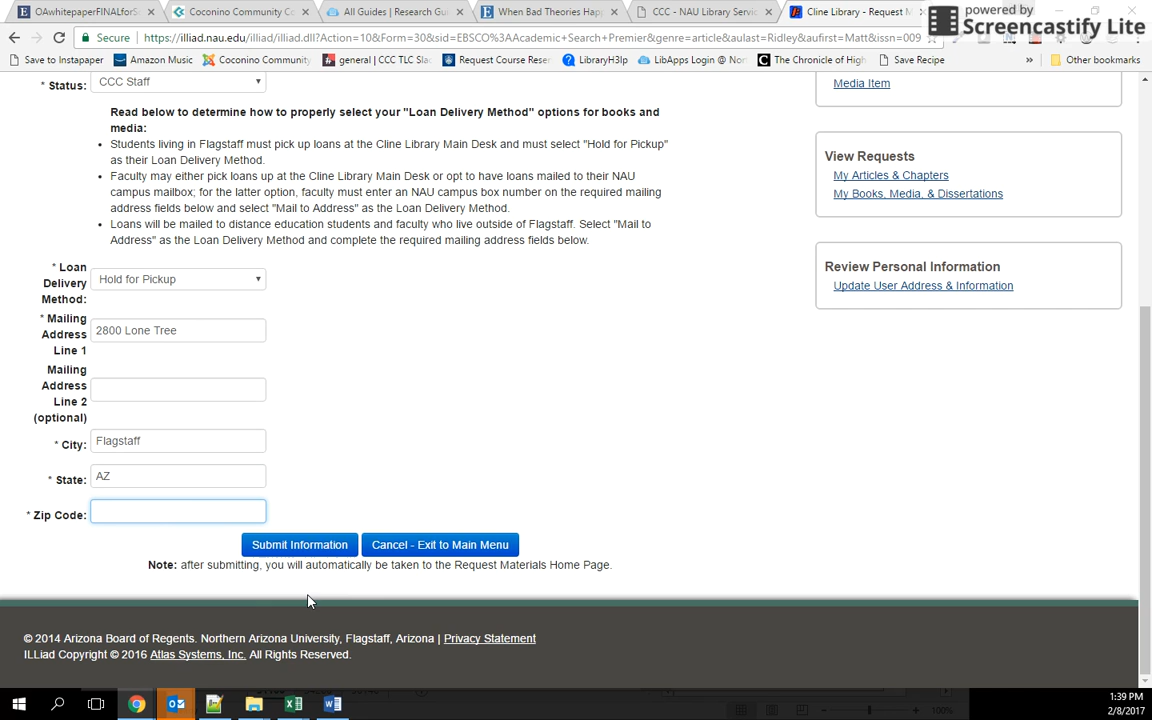 OAwhitepaperFINALforS
Coconino Community Co
All Guides | Research Gui
When Bad Theories Hap
CCC - NAU Library Servic
Cline Library - Request M
powered by
Screencastify Lite
Secure
https://illiad.nau.edu/illiad/illiad.dll?Action=10&Form=30&sid=EBSCO%3AAcademic+Search+Premier&genre=article&aulast=Ridley&aufirst=Matt&issn=009
Save to Instapaper
Amazon Music
Coconino Community
general | CCC TLC Slac
Request Course Reser
LibraryH3lp
LibApps Login @ Nor
The Chronicle of High
Save Recipe
»
Other bookmarks
* Status:
CCC Staff
Media Item
Read below to determine how to properly select your "Loan Delivery Method" options for books and
media:
• Students living in Flagstaff must pick up loans at the Cline Library Main Desk and must select "Hold for Pickup"
as their Loan Delivery Method.
• Faculty may either pick loans up at the Cline Library Main Desk or opt to have loans mailed to their NAU
campus mailbox; for the latter option, faculty must enter an NAU campus box number on the required mailing
address fields below and select "Mail to Address" as the Loan Delivery Method.
• Loans will be mailed to distance education students and faculty who live outside of Flagstaff. Select "Mail to
Address" as the Loan Delivery Method and complete the required mailing address fields below.
View Requests
My Articles & Chapters
My Books, Media, & Dissertations
Review Personal Information
Update User Address & Information
* Loan
Delivery
Method:
Hold for Pickup
* Mailing
Address
Line 1
2800 Lone Tree
Mailing
Address
Line 2
(optional)
* City:
Flagstaff
* State:
AZ
* Zip Code:
Submit Information
Cancel - Exit to Main Menu
Note: after submitting, you will automatically be taken to the Request Materials Home Page.
© 2014 Arizona Board of Regents. Northern Arizona University, Flagstaff, Arizona | Privacy Statement
ILLiad Copyright © 2016 Atlas Systems, Inc. All Rights Reserved.
100%
1:39 PM
2/8/2017